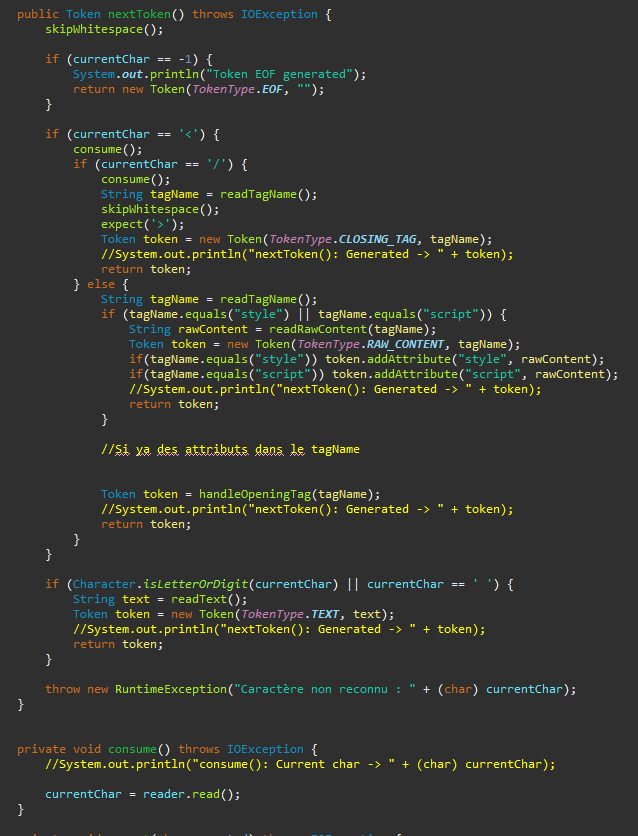 public Token nextToken() throws IOException {
skipWhitespace();
if (currentChar == -1) {
System.out.println("Token EOF generated");
return new Token(TokenType.EOF, "");
}
if (currentChar == '<') {
consume();
if (currentChar == '/') {
consume();
String tagName = readTagName();
skipWhitespace();
expect('>');
Token token = new Token(TokenType.CLOSING_TAG, tagName);
//System.out.println("nextToken(): Generated -> " + token);
return token;
} else {
String tagName = readTagName();
if (tagName.equals("style") || tagName.equals("script")) {
String rawContent = readRawContent(tagName);
Token token = new Token(TokenType.RAW_CONTENT, tagName);
if(tagName.equals("style")) token.addAttribute("style", rawContent);
if(tagName.equals("script")) token.addAttribute("script", rawContent);
//System.out.println("nextToken(): Generated -> " + token);
return token;
}
//Si ya des attributs dans le tagName
Token token = handleOpeningTag(tagName);
//System.out.println("nextToken(): Generated -> " + token);
return token;
}
}
if (Character.isLetterOrDigit(currentChar) || currentChar == ' ') {
String text = readText();
Token token = new Token(TokenType.TEXT, text);
//System.out.println("nextToken(): Generated -> " + token);
return token;
}
throw new RuntimeException("Caractère non reconnu : " + (char) currentChar);
}
private void consume() throws IOException {
//System.out.println("consume(): Current char -> " + (char) currentChar);
currentChar = reader.read();
}